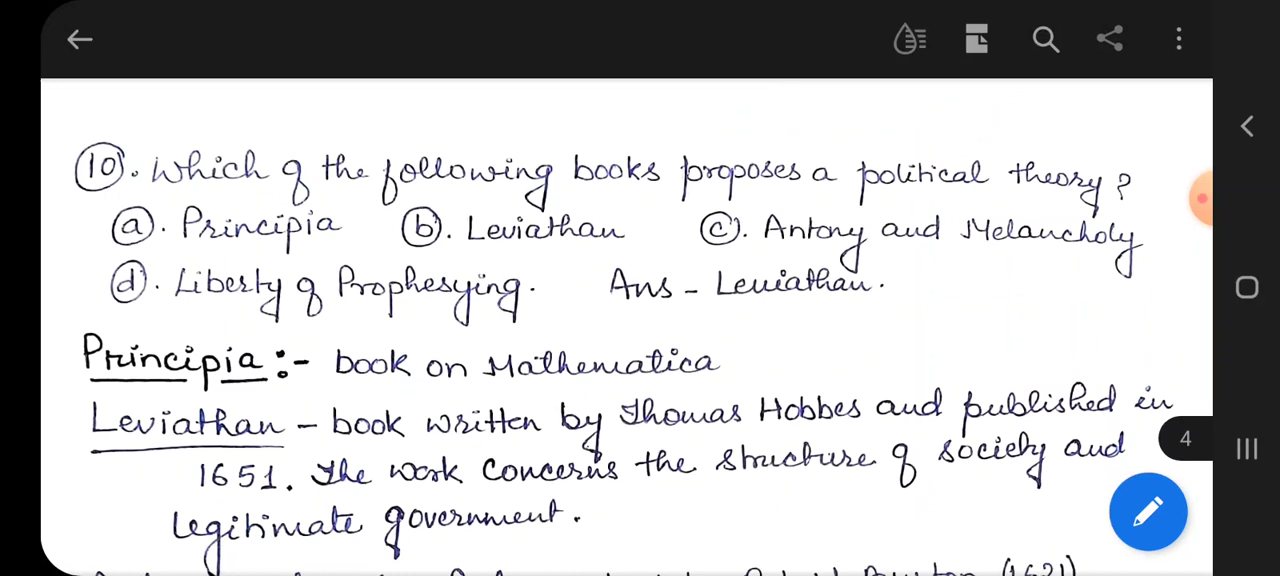 10. Which of the following books proposes a political theory?
a. Principia b. Leviathan c. Antony and Melancholy
d. Liberty of Prophesying. Ans - Leviathan.
Principia :- book on Mathematica
Leviathan - book written by Thomas Hobbes and published in
4
1651. The work concerns the structure of society and
legitimate government.
(1621)